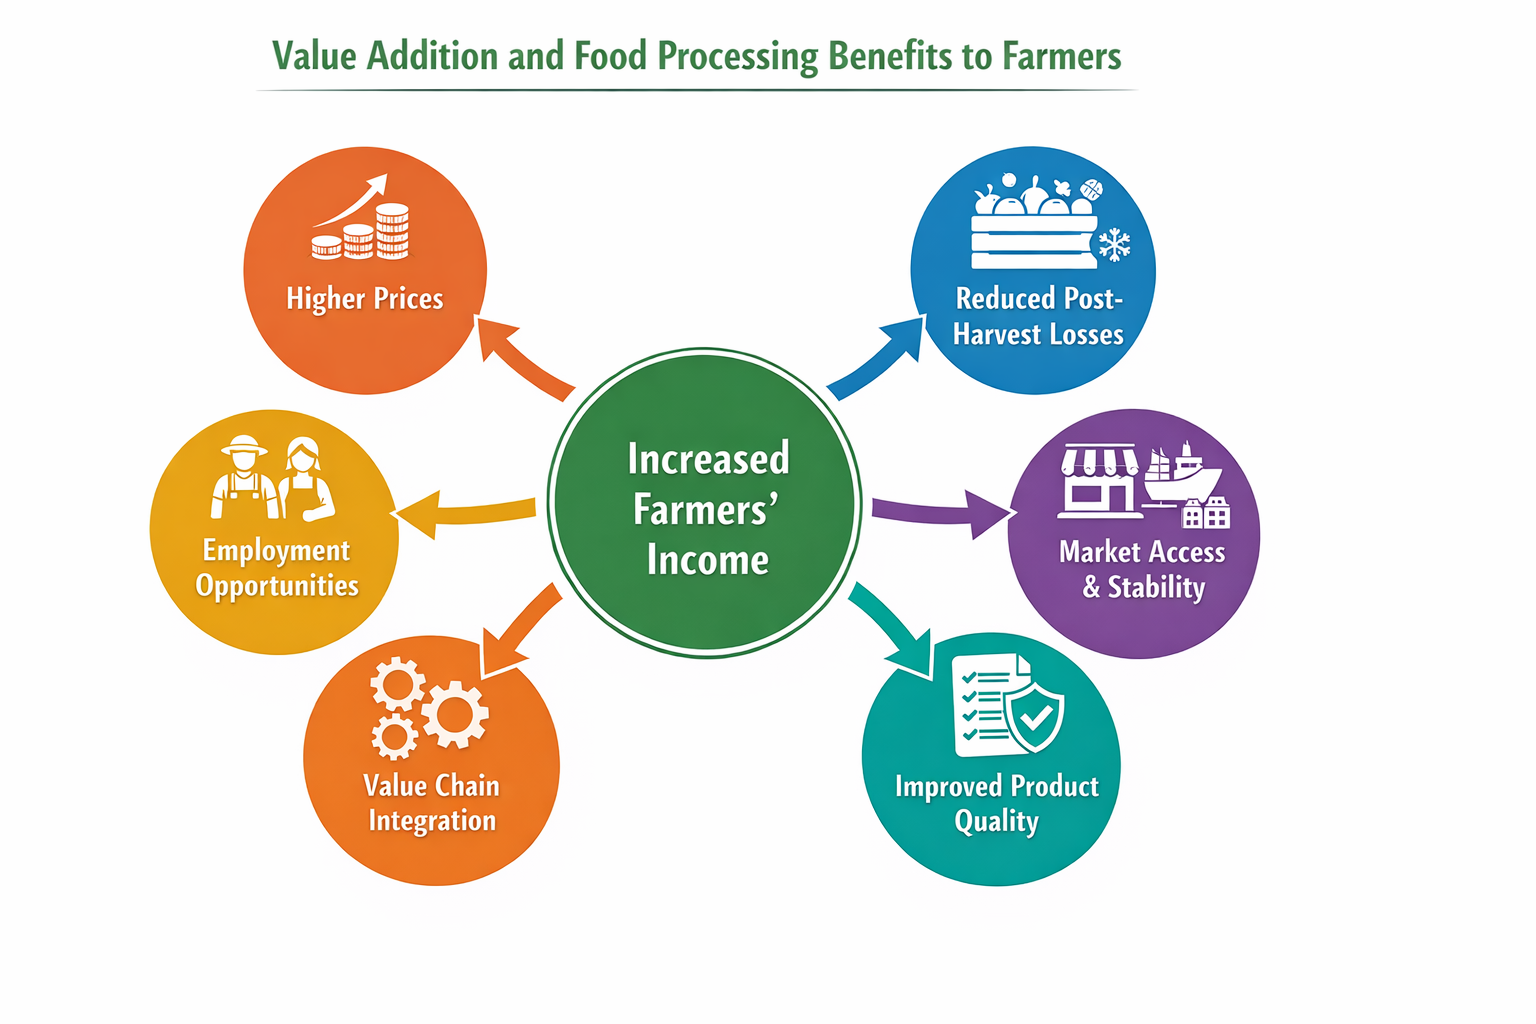 Value Addition and Food Processing Benefits to Farmers
Higher Prices
Reduced Post-
Harvest Losses
Increased
Farmers’
Income
Employment
Opportunities
Market Access
& Stability
Value Chain
Integration
Improved Product
Quality